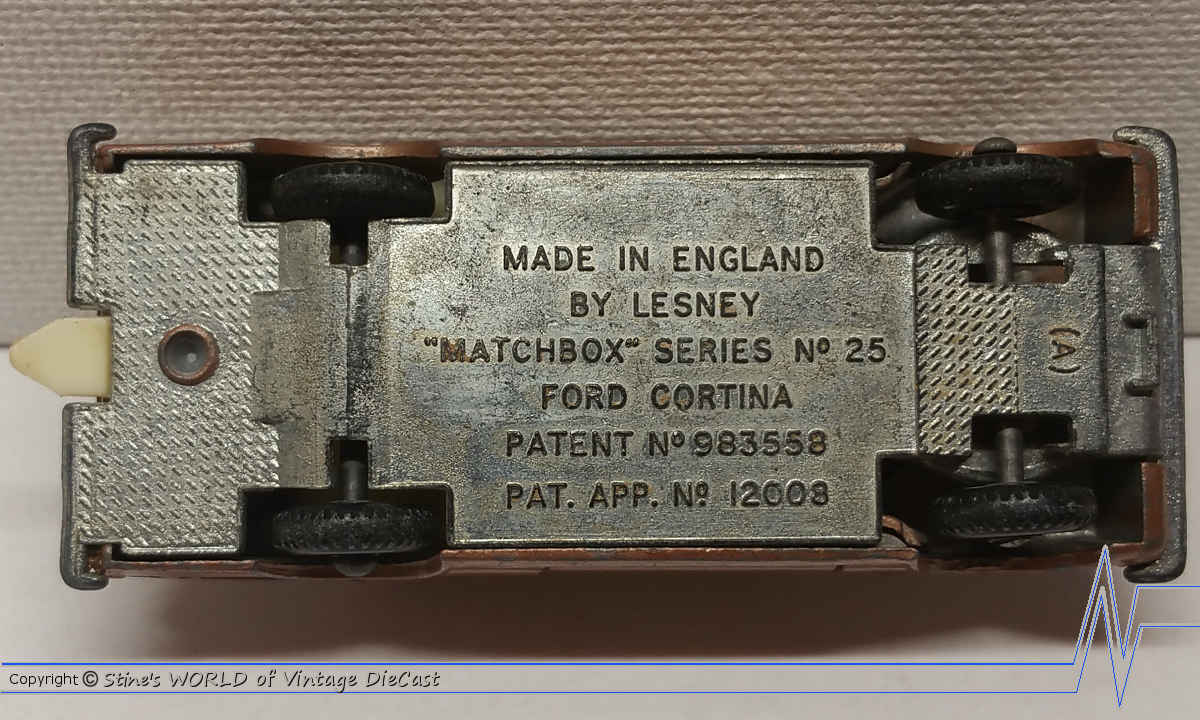 MADE IN ENGLAND
BY LESNEY
"MATCHBOX" SERIES Nº 25
FORD CORTINA
PATENT Nº 983558
PAT. APP. Nº 12008
(A)
Copyright © Stine's WORLD of Vintage DieCast